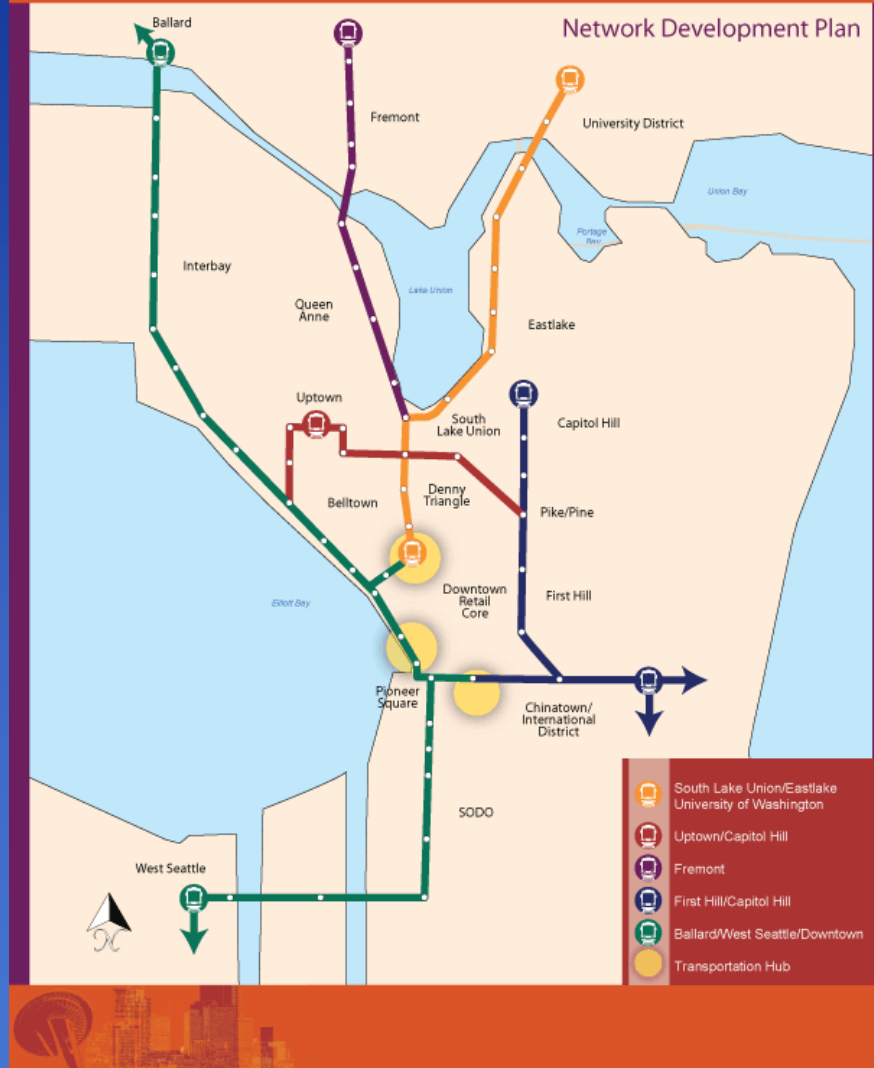 Network Development Plan
Ballard
Fremont
University District
Union Bay
Portage
Bay
Interbay
Lake Union
Queen
Anne
Eastlake
Uptown
South
Lake Union
Capitol Hill
Belltown
Denny
Triangle
Pike/Pine
Downtown
Retail
Core
First Hill
Elliott Bay
Pioneer
Square
Chinatown/
International
District
SODO
West Seattle
N
South Lake Union/Eastlake
University of Washington
Uptown/Capitol Hill
Fremont
First Hill/Capitol Hill
Ballard/West Seattle/Downtown
Transportation Hub